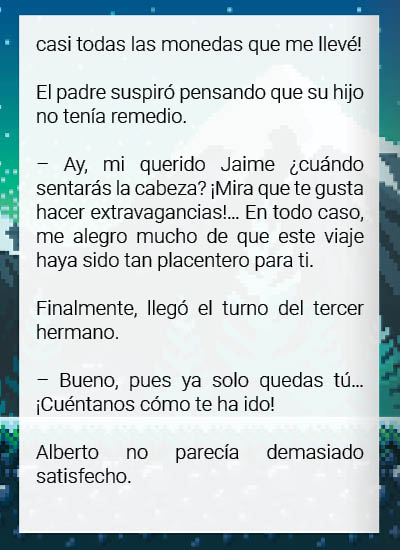 casi todas las monedas que me llevé!
El padre suspiró pensando que su hijo
no tenía remedio.
– Ay, mi querido Jaime ¿cuándo
sentarás la cabeza? ¡Mira que te gusta
hacer extravagancias!... En todo caso,
me alegro mucho de que este viaje
haya sido tan placentero para ti.
Finalmente, llegó el turno del tercer
hermano.
– Bueno, pues ya solo quedas tú...
¡Cuéntanos cómo te ha ido!
Alberto no parecía demasiado
satisfecho.